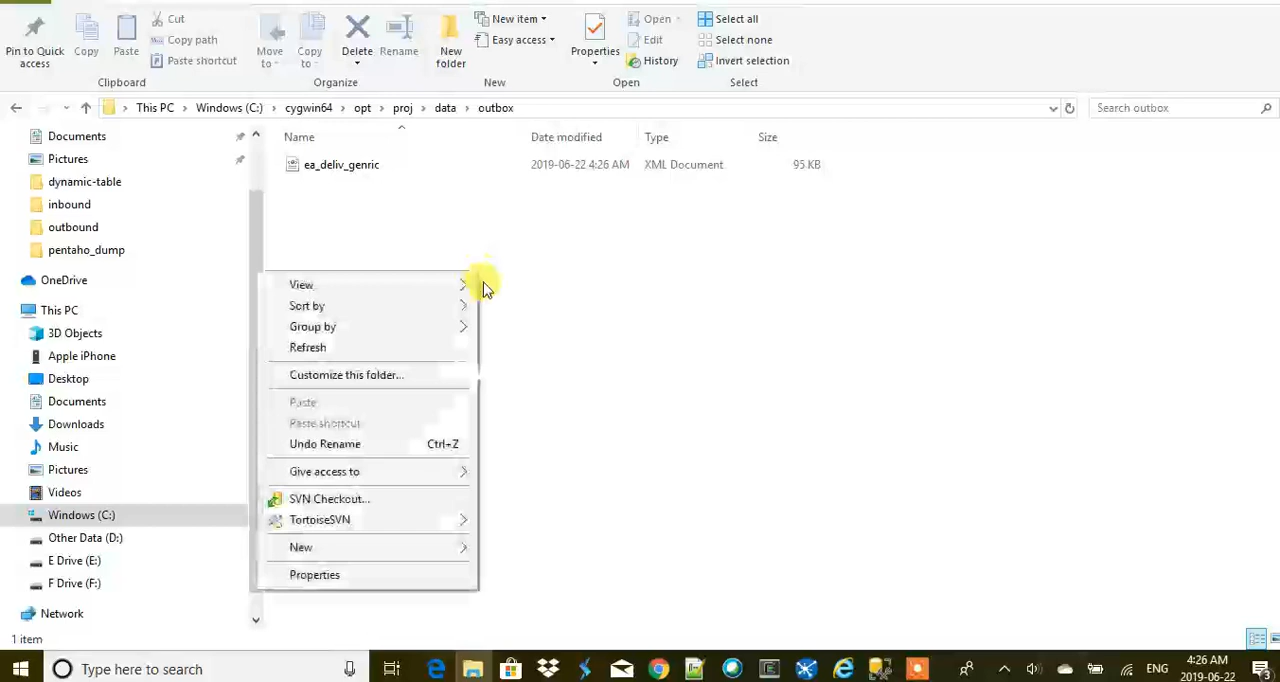 Pin to Quick access
Copy
Paste
Cut
Copy path
Paste shortcut
Clipboard
Move to
Copy to
Delete
Rename
Organize
New folder
New item
Easy access
New
Properties
Open
Edit
History
Open
Select all
Select none
Invert selection
Select
This PC > Windows (C:) > cygwin64 > opt > proj > data > outbox
Search outbox
Name Date modified Type Size
ea_deliv_genric 2019-06-22 4:26 AM XML Document 95 KB
Documents
Pictures
dynamic-table
inbound
outbound
pentaho_dump
OneDrive
This PC
3D Objects
Apple iPhone
Desktop
Documents
Downloads
Music
Pictures
Videos
Windows (C:)
Other Data (D:)
E Drive (E:)
F Drive (F:)
Network
View
Sort by
Group by
Refresh
Customize this folder...
Paste
Paste shortcut
Undo Rename Ctrl+Z
Give access to
SVN Checkout...
TortoiseSVN
New
Properties
1 item
Type here to search
ENG
4:26 AM
2019-06-22
3